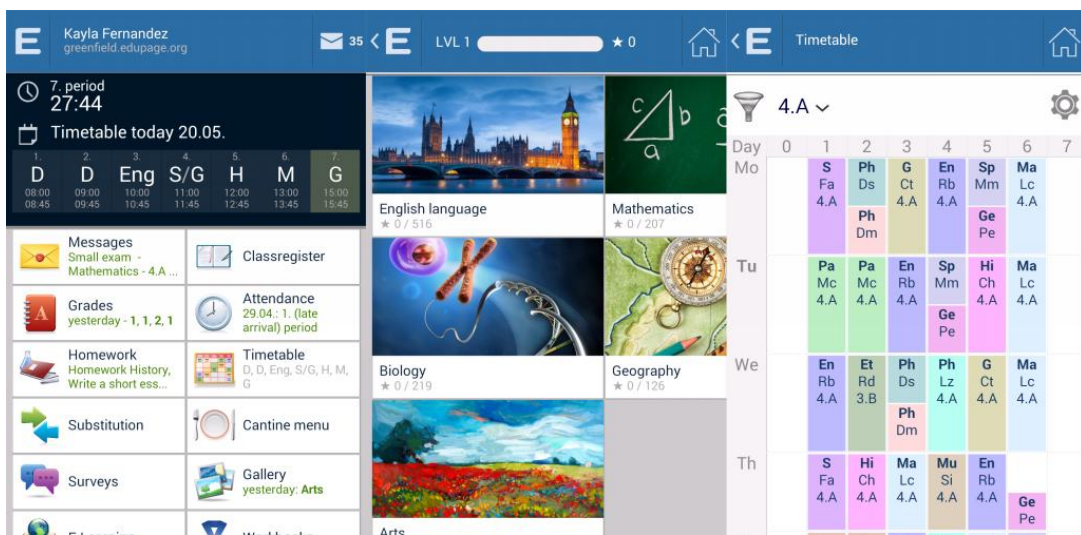 E
Kayla Fernandez
greenfield.edupage.org
35
7. period
27:44
Timetable today 20.05.
1. 2. 3. 4. 5. 6. 7.
D D Eng S/G H M G
08:00 09:00 10:00 11:00 12:00 13:00 15:00
08:45 09:45 10:45 11:45 12:45 13:45 15:45
Messages
Small exam -
Mathematics - 4.A ...
Classregister
Grades
yesterday - 1, 1, 2, 1
Attendance
29.04.: 1. (late
arrival) period
Homework
Homework History,
Write a short ess...
Timetable
D, D, Eng, S/G, H, M,
G
Substitution
Cantine menu
Surveys
Gallery
yesterday: Arts
E
LVL 1
★ 0
c
b
a
English language
★ 0 / 516
Mathematics
★ 0 / 207
Biology
★ 0 / 219
Geography
★ 0 / 126
Arts
E
Timetable
4.A
Day 0 1 2 3 4 5 6 7
Mo
S Ph G En Sp Ma
Fa Ds Ct Rb Mm Lc
4.A 4.A 4.A 4.A
Ph Ge
Dm Pe
Tu
Pa Pa En Sp Hi Ma
Mc Mc Rb Mm Ch Lc
4.A 4.A 4.A 4.A 4.A
Ge
Pe
We
En Et Ph Ph G Ma
Rb Rd Ds Lz Ct Lc
4.A 3.B 4.A 4.A 4.A
Ph
Dm
Th
S Hi Ma Mu En
Fa Ch Lc Si Rb
4.A 4.A 4.A 4.A 4.A
Ge
Pe